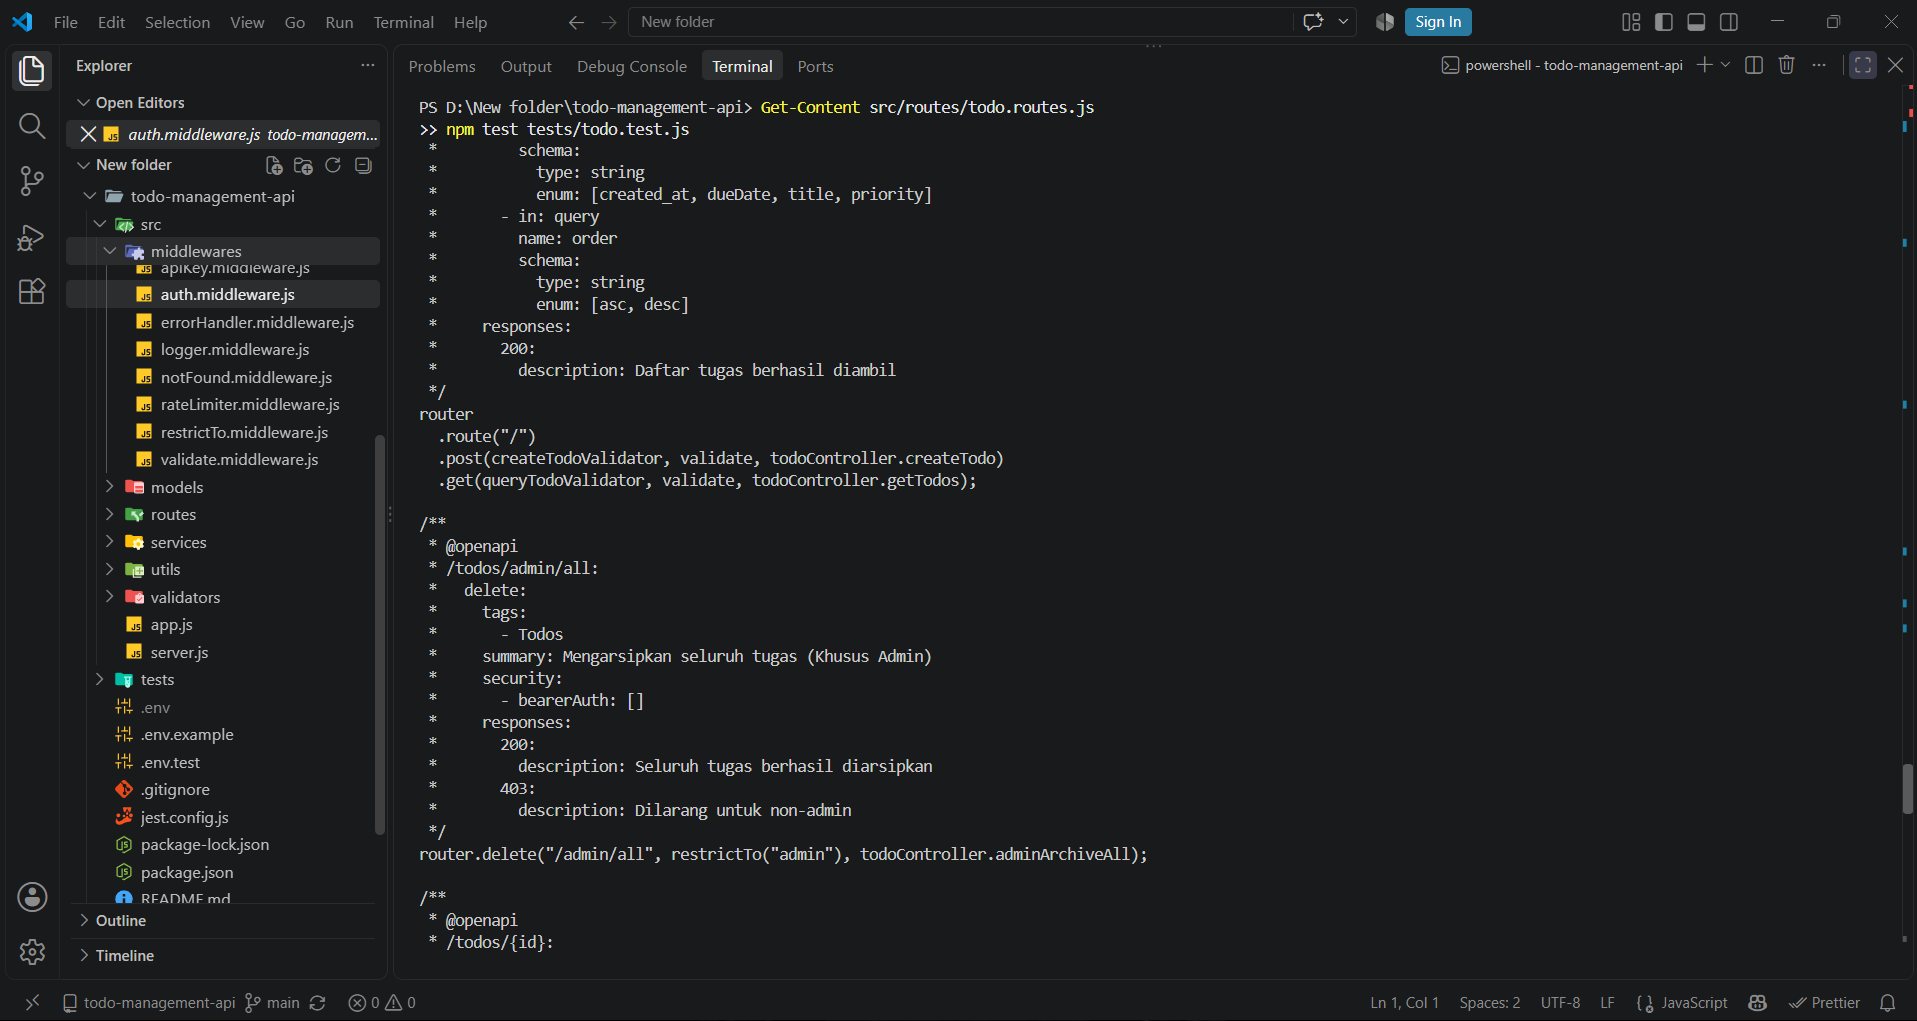 File Edit Selection View Go Run Terminal Help
New folder
Sign In
Explorer
Open Editors
auth.middleware.js todo-managem...
New folder
todo-management-api
src
middlewares
apiKey.middleware.js
auth.middleware.js
errorHandler.middleware.js
logger.middleware.js
notFound.middleware.js
rateLimiter.middleware.js
restrictTo.middleware.js
validate.middleware.js
models
routes
services
utils
validators
app.js
server.js
tests
.env
.env.example
.env.test
.gitignore
jest.config.js
package-lock.json
package.json
README.md
Outline
Timeline
Problems Output Debug Console Terminal Ports
powershell - todo-management-api
PS D:\New folder\todo-management-api> Get-Content src/routes/todo.routes.js
>> npm test tests/todo.test.js
 *         schema:
 *           type: string
 *           enum: [created_at, dueDate, title, priority]
 *       - in: query
 *         name: order
 *         schema:
 *           type: string
 *           enum: [asc, desc]
 *     responses:
 *       200:
 *         description: Daftar tugas berhasil diambil
 */
router
  .route("/")
  .post(createTodoValidator, validate, todoController.createTodo)
  .get(queryTodoValidator, validate, todoController.getTodos);
/**
 * @openapi
 * /todos/admin/all:
 *   delete:
 *     tags:
 *       - Todos
 *     summary: Mengarsipkan seluruh tugas (Khusus Admin)
 *     security:
 *       - bearerAuth: []
 *     responses:
 *       200:
 *         description: Seluruh tugas berhasil diarsipkan
 *       403:
 *         description: Dilarang untuk non-admin
 */
router.delete("/admin/all", restrictTo("admin"), todoController.adminArchiveAll);
/**
 * @openapi
 * /todos/{id}:
todo-management-api main 0 0
Ln 1, Col 1 Spaces: 2 UTF-8 LF {} JavaScript Prettier